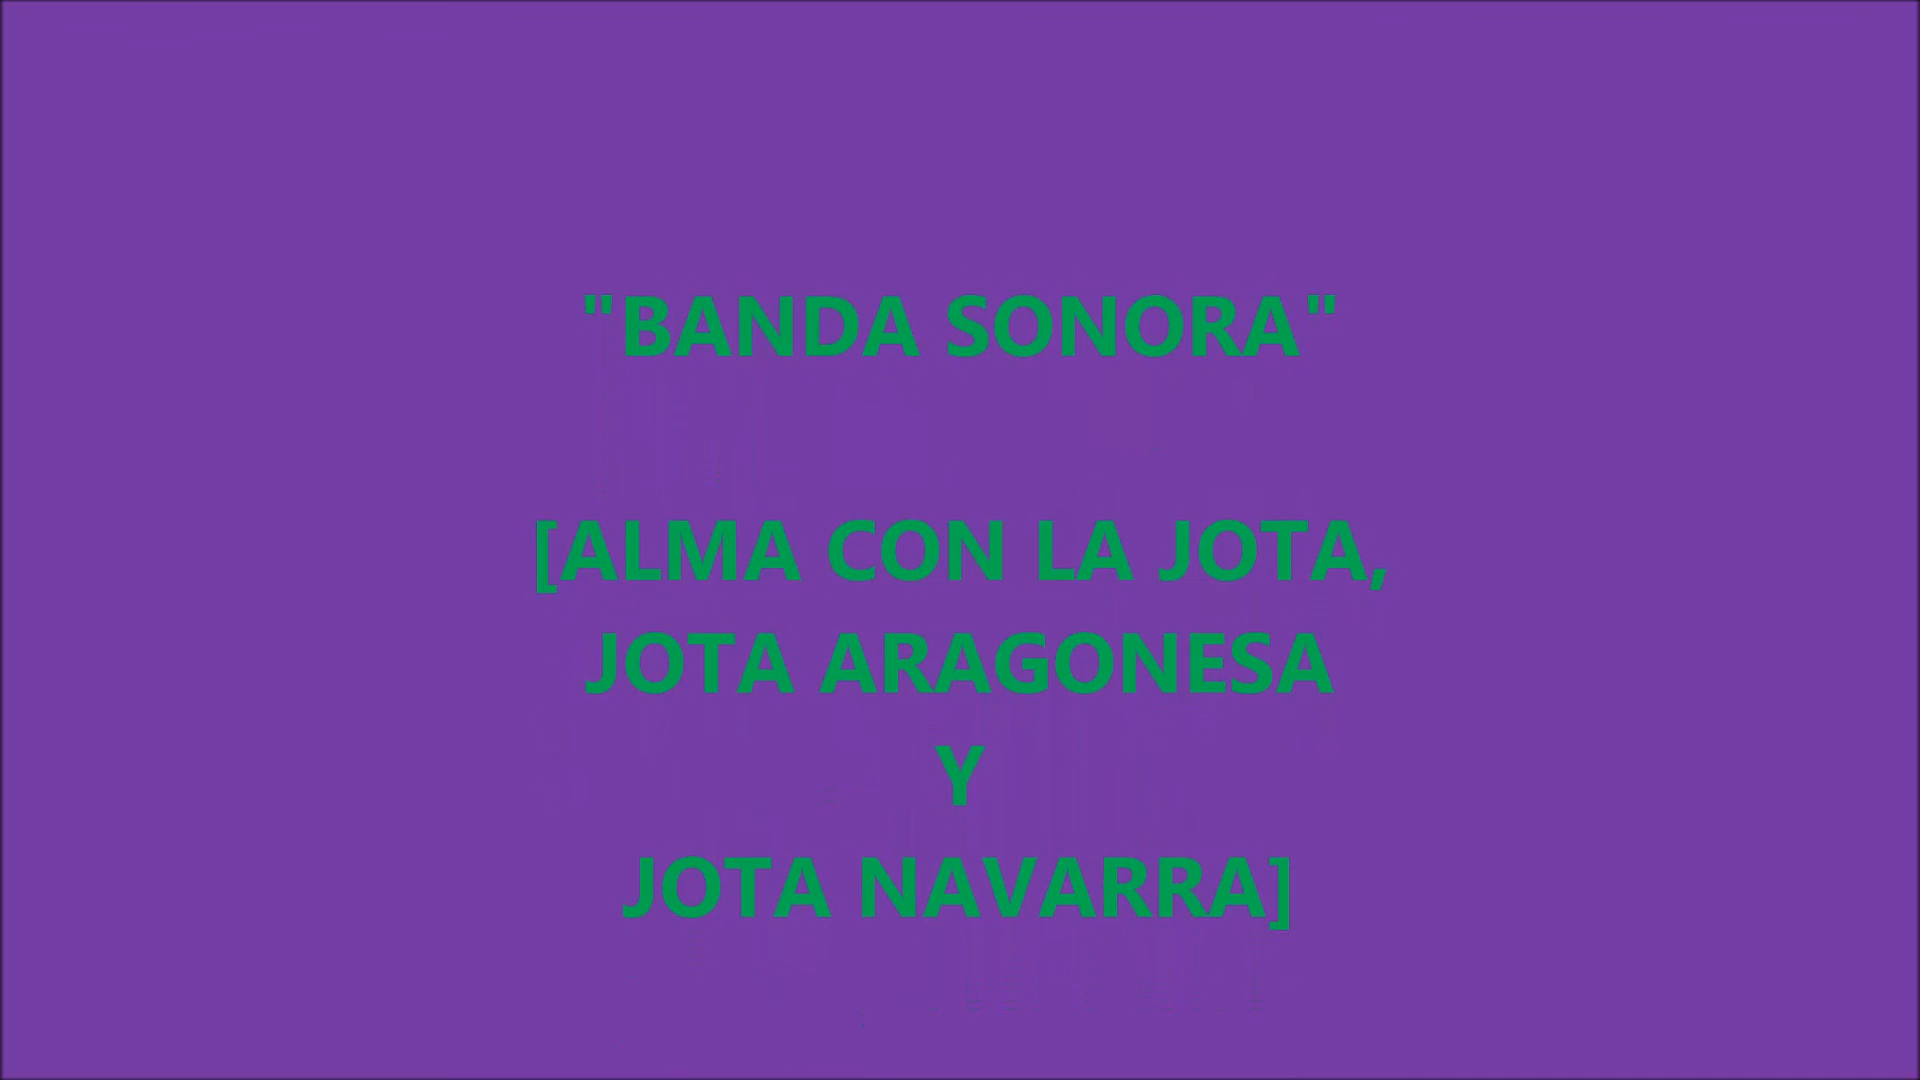 "BANDA SONORA"
[ALMA CON LA JOTA,
JOTA ARAGONESA
Y
JOTA NAVARRA]